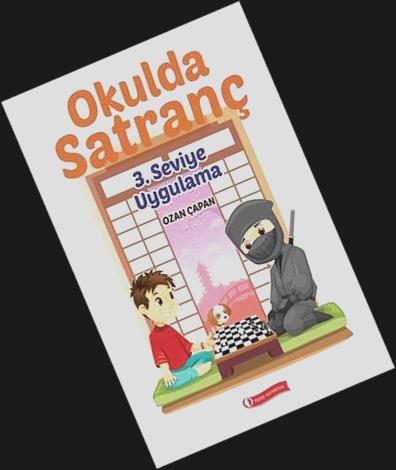 Okulda
Satranç
3. Seviye
Uygulama
OZAN ÇAPAN